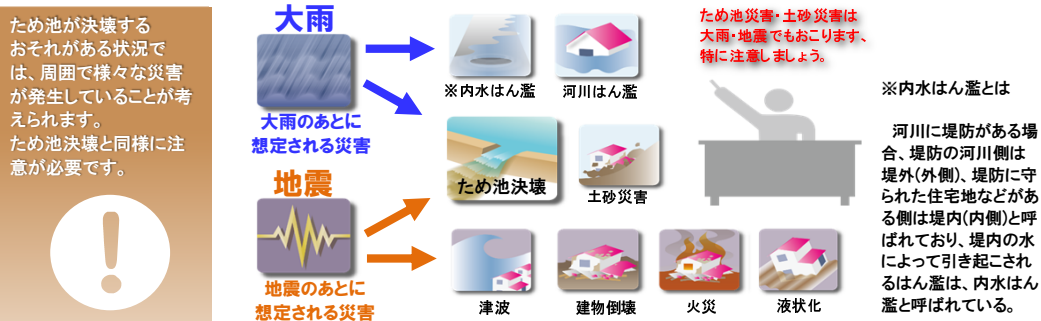 ため池が決壊する
おそれがある状況で
は、周囲で様々な災害
が発生していることが考
えられます。
ため池決壊と同様に注
意が必要です。
大雨
大雨のあとに
想定される災害
地震
地震のあとに
想定される災害
※内水はん濫
河川はん濫
ため池決壊
土砂災害
津波
建物倒壊
火災
液状化
ため池災害・土砂災害は
大雨・地震でもおこります、
特に注意しましょう。
※内水はん濫とは
河川に堤防がある場
合、堤防の河川側は
堤外(外側)、堤防に守
られた住宅地などがあ
る側は堤内(内側)と呼
ばれており、堤内の水
によって引き起こされ
るはん濫は、内水はん
濫と呼ばれている。